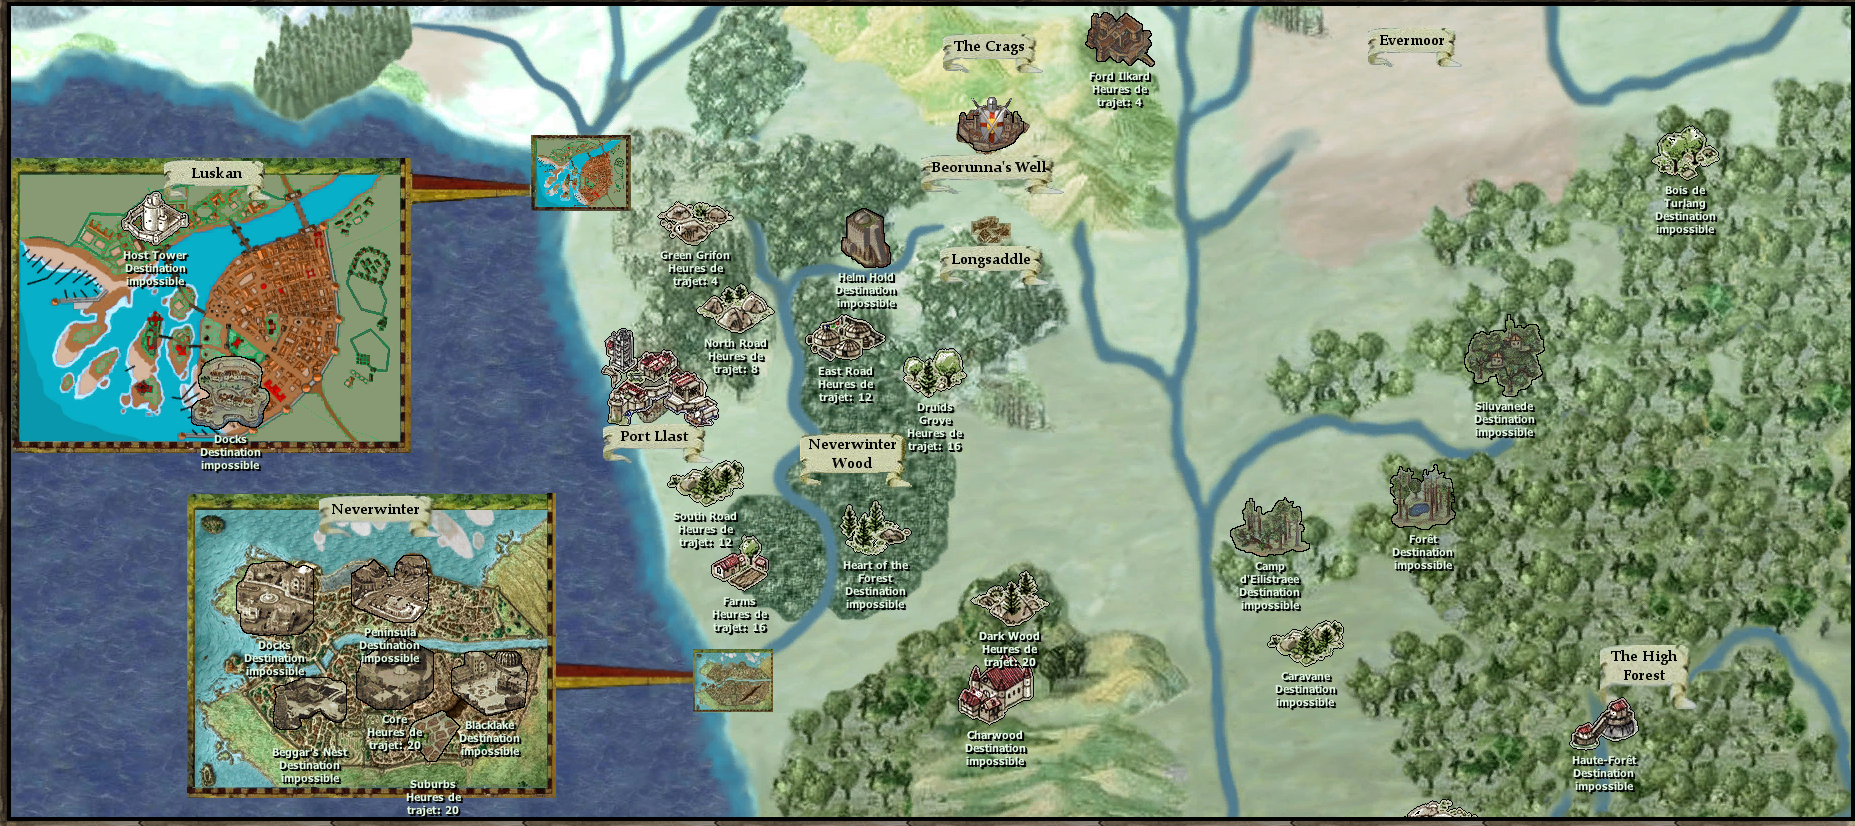 The Crags
Evermoor
Ford Ilkard
Heures de
trajet: 4
Beorunna's Well
Luskan
Host Tower
Destination
impossible
Docks
Destination
impossible
Green Grifon
Heures de
trajet: 4
Helm Hold
Destination
impossible
Longsaddle
Bois de
Turlang
Destination
impossible
North Road
Heures de
trajet: 8
East Road
Heures de
trajet: 12
Druids
Grove
Heures de
trajet: 16
Siluvanede
Destination
impossible
Port Llast
Neverwinter
Wood
South Road
Heures de
trajet: 12
Farms
Heures de
trajet: 16
Heart of the
Forest
Destination
impossible
Forêt
Destination
impossible
Camp
d'Eilistraee
Destination
impossible
Neverwinter
Docks
Destination
impossible
Peninsula
Destination
impossible
Core
Heures de
trajet: 20
Blacklake
Destination
impossible
Beggar's Nest
Destination
impossible
Suburbs
Heures de
trajet: 20
Dark Wood
Heures de
trajet: 20
Charwood
Destination
impossible
Caravane
Destination
impossible
The High
Forest
Haute-Forêt
Destination
impossible